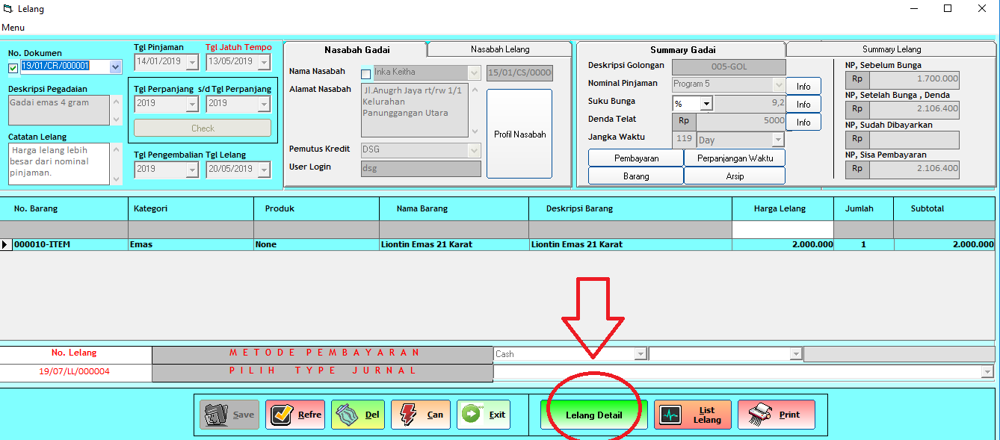 Lelang
Menu
No. Dokumen
19/01/CR/000001
Deskripsi Pegadaian
Gadai emas 4 gram
Catatan Lelang
Harga lelang lebih
besar dari nominal
pinjaman.
Tgl Pinjaman
14/01/2019
Tgl Jatuh Tempo
13/05/2019
Tgl Perpanjang s/d Tgl Perpanjang
2019
2019
Check
Tgl Pengembalian Tgl Lelang
2019
20/05/2019
Nasabah Gadai
Nasabah Lelang
Nama Nasabah
Inka Keitha
15/01/CS/0000
Alamat Nasabah
Jl.Anugrh Jaya rt/rw 1/1
Kelurahan
Panunggangan Utara
Profil Nasabah
Pemutus Kredit
DSG
User Login
dsg
Summary Gadai
Summary Lelang
Deskripsi Golongan
005-GOL
Nominal Pinjaman
Program 5
Info
Suku Bunga
%
9,2
Info
Denda Telat
Rp
5000
Info
Jangka Waktu
119
Day
Pembayaran
Perpanjangan Waktu
Barang
Arsip
NP, Sebelum Bunga
Rp
1.700.000
NP, Setelah Bunga , Denda
Rp
2.106.400
NP, Sudah Dibayarkan
Rp
NP, Sisa Pembayaran
Rp
2.106.400
No. Barang
Kategori
Produk
Nama Barang
Deskripsi Barang
Harga Lelang
Jumlah
Subtotal
000010-ITEM
Emas
None
Liontin Emas 21 Karat
Liontin Emas 21 Karat
2.000.000
1
2.000.000
No. Lelang
METODE PEMBAYARAN
Cash
19/07/LL/000004
PILIH TYPE JURNAL
Save
Refre
Del
Can
Exit
Lelang Detail
List
Lelang
Print